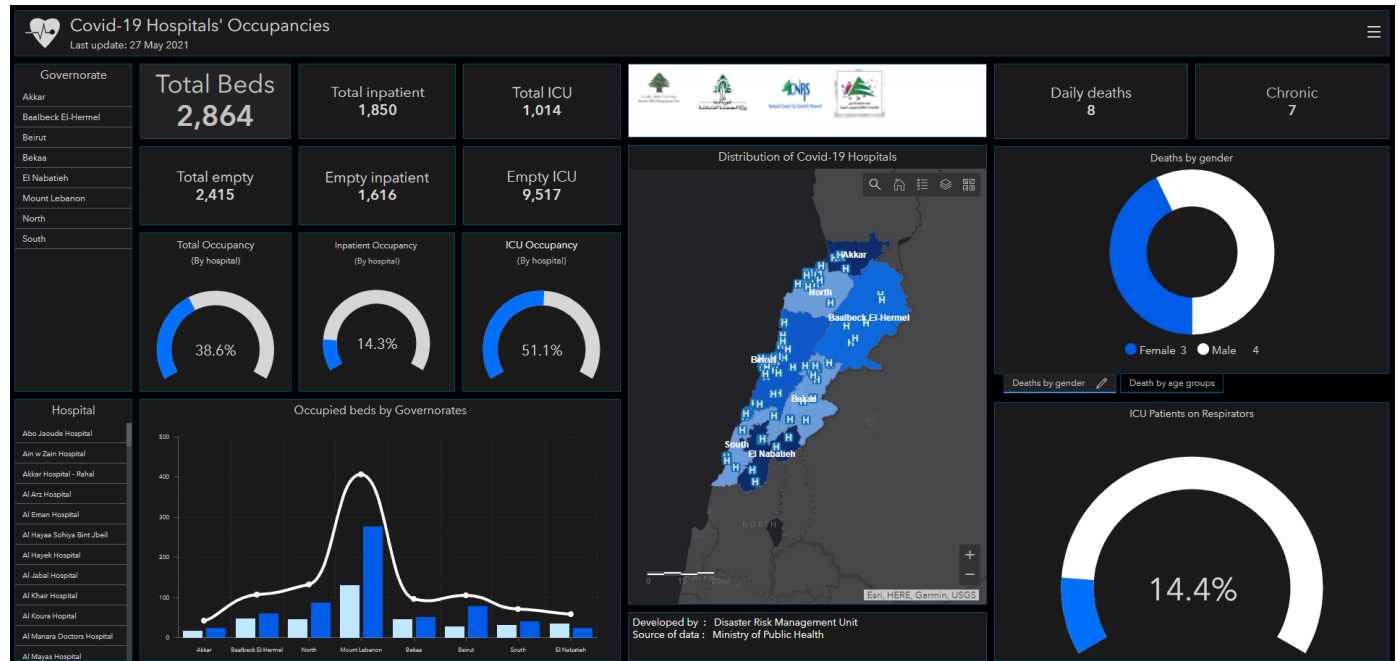 Covid-19 Hospitals' Occupancies
Last update: 27 May 2021
Governorate
Akkar
Baalbeck El-Hermel
Beirut
Bekaa
El Nabatieh
Mount Lebanon
North
South
Total Beds
2,864
Total inpatient
1,850
Total ICU
1,014
Total empty
2,415
Empty inpatient
1,616
Empty ICU
9,517
Total Occupancy
(By hospital)
38.6%
Inpatient Occupancy
(By hospital)
14.3%
ICU Occupancy
(By hospital)
51.1%
Hospital
Abo Jaoude Hospital
Ain w Zain Hospital
Akkar Hospital - Rahal
Al Arz Hospital
Al Eman Hospital
Al Hayaa Sohiya Bint Jbeil
Al Hayek Hospital
Al Jabal Hospital
Al Khair Hospital
Al Koura Hopital
Al Manara Doctors Hospital
Al Mayas Hospital
Occupied beds by Governorates
500
400
300
200
100
0
Akkar Baalbeck El-Hermel North Mount Lebanon Bekaa Beirut South El Nabatieh
CNRS
National Council for Scientific Research
Distribution of Covid-19 Hospitals
Akkar
North
Baalbeck El-Hermel
Beirut
Bekaa
South
El Nabatieh
NORTH
0
Esri, HERE, Garmin, USGS
Developed by : Disaster Risk Management Unit
Source of data : Ministry of Public Health
Daily deaths
8
Chronic
7
Deaths by gender
Female 3 Male 4
Deaths by gender
Death by age groups
ICU Patients on Respirators
14.4%